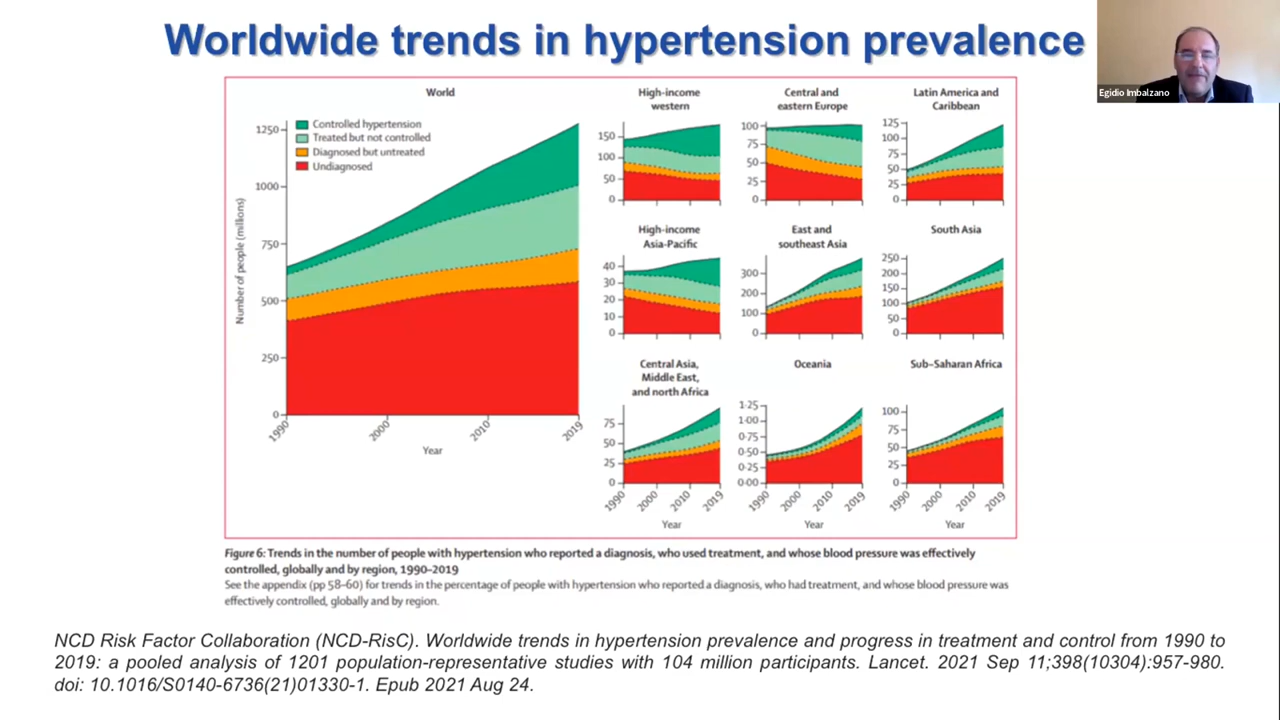 Worldwide trends in hypertension prevalence
Egidio Imbalzano
World
Controlled hypertension
Treated but not controlled
Diagnosed but untreated
Undiagnosed
Number of people (millions)
1250
1000
750
500
250
0
1990
2000
2010
2019
Year
High-income
western
150
100
50
0
Central and
eastern Europe
100
75
50
25
0
Latin America and
Caribbean
125
100
75
50
25
0
High-income
Asia-Pacific
40
30
20
10
0
East and
southeast Asia
300
200
100
0
South Asia
250
200
150
100
50
0
Central Asia,
Middle East,
and north Africa
75
50
25
0
1990
2000
2010
2019
Year
Oceania
1·25
1·00
0·75
0·50
0·25
0·00
1990
2000
2010
2019
Year
Sub-Saharan Africa
100
75
50
25
0
1990
2000
2010
2019
Year
Figure 6: Trends in the number of people with hypertension who reported a diagnosis, who used treatment, and whose blood pressure was effectively
controlled, globally and by region, 1990–2019
See the appendix (pp 58–60) for trends in the percentage of people with hypertension who reported a diagnosis, who had treatment, and whose blood pressure was
effectively controlled, globally and by region.
NCD Risk Factor Collaboration (NCD-RisC). Worldwide trends in hypertension prevalence and progress in treatment and control from 1990 to
2019: a pooled analysis of 1201 population-representative studies with 104 million participants. Lancet. 2021 Sep 11;398(10304):957-980.
doi: 10.1016/S0140-6736(21)01330-1. Epub 2021 Aug 24.